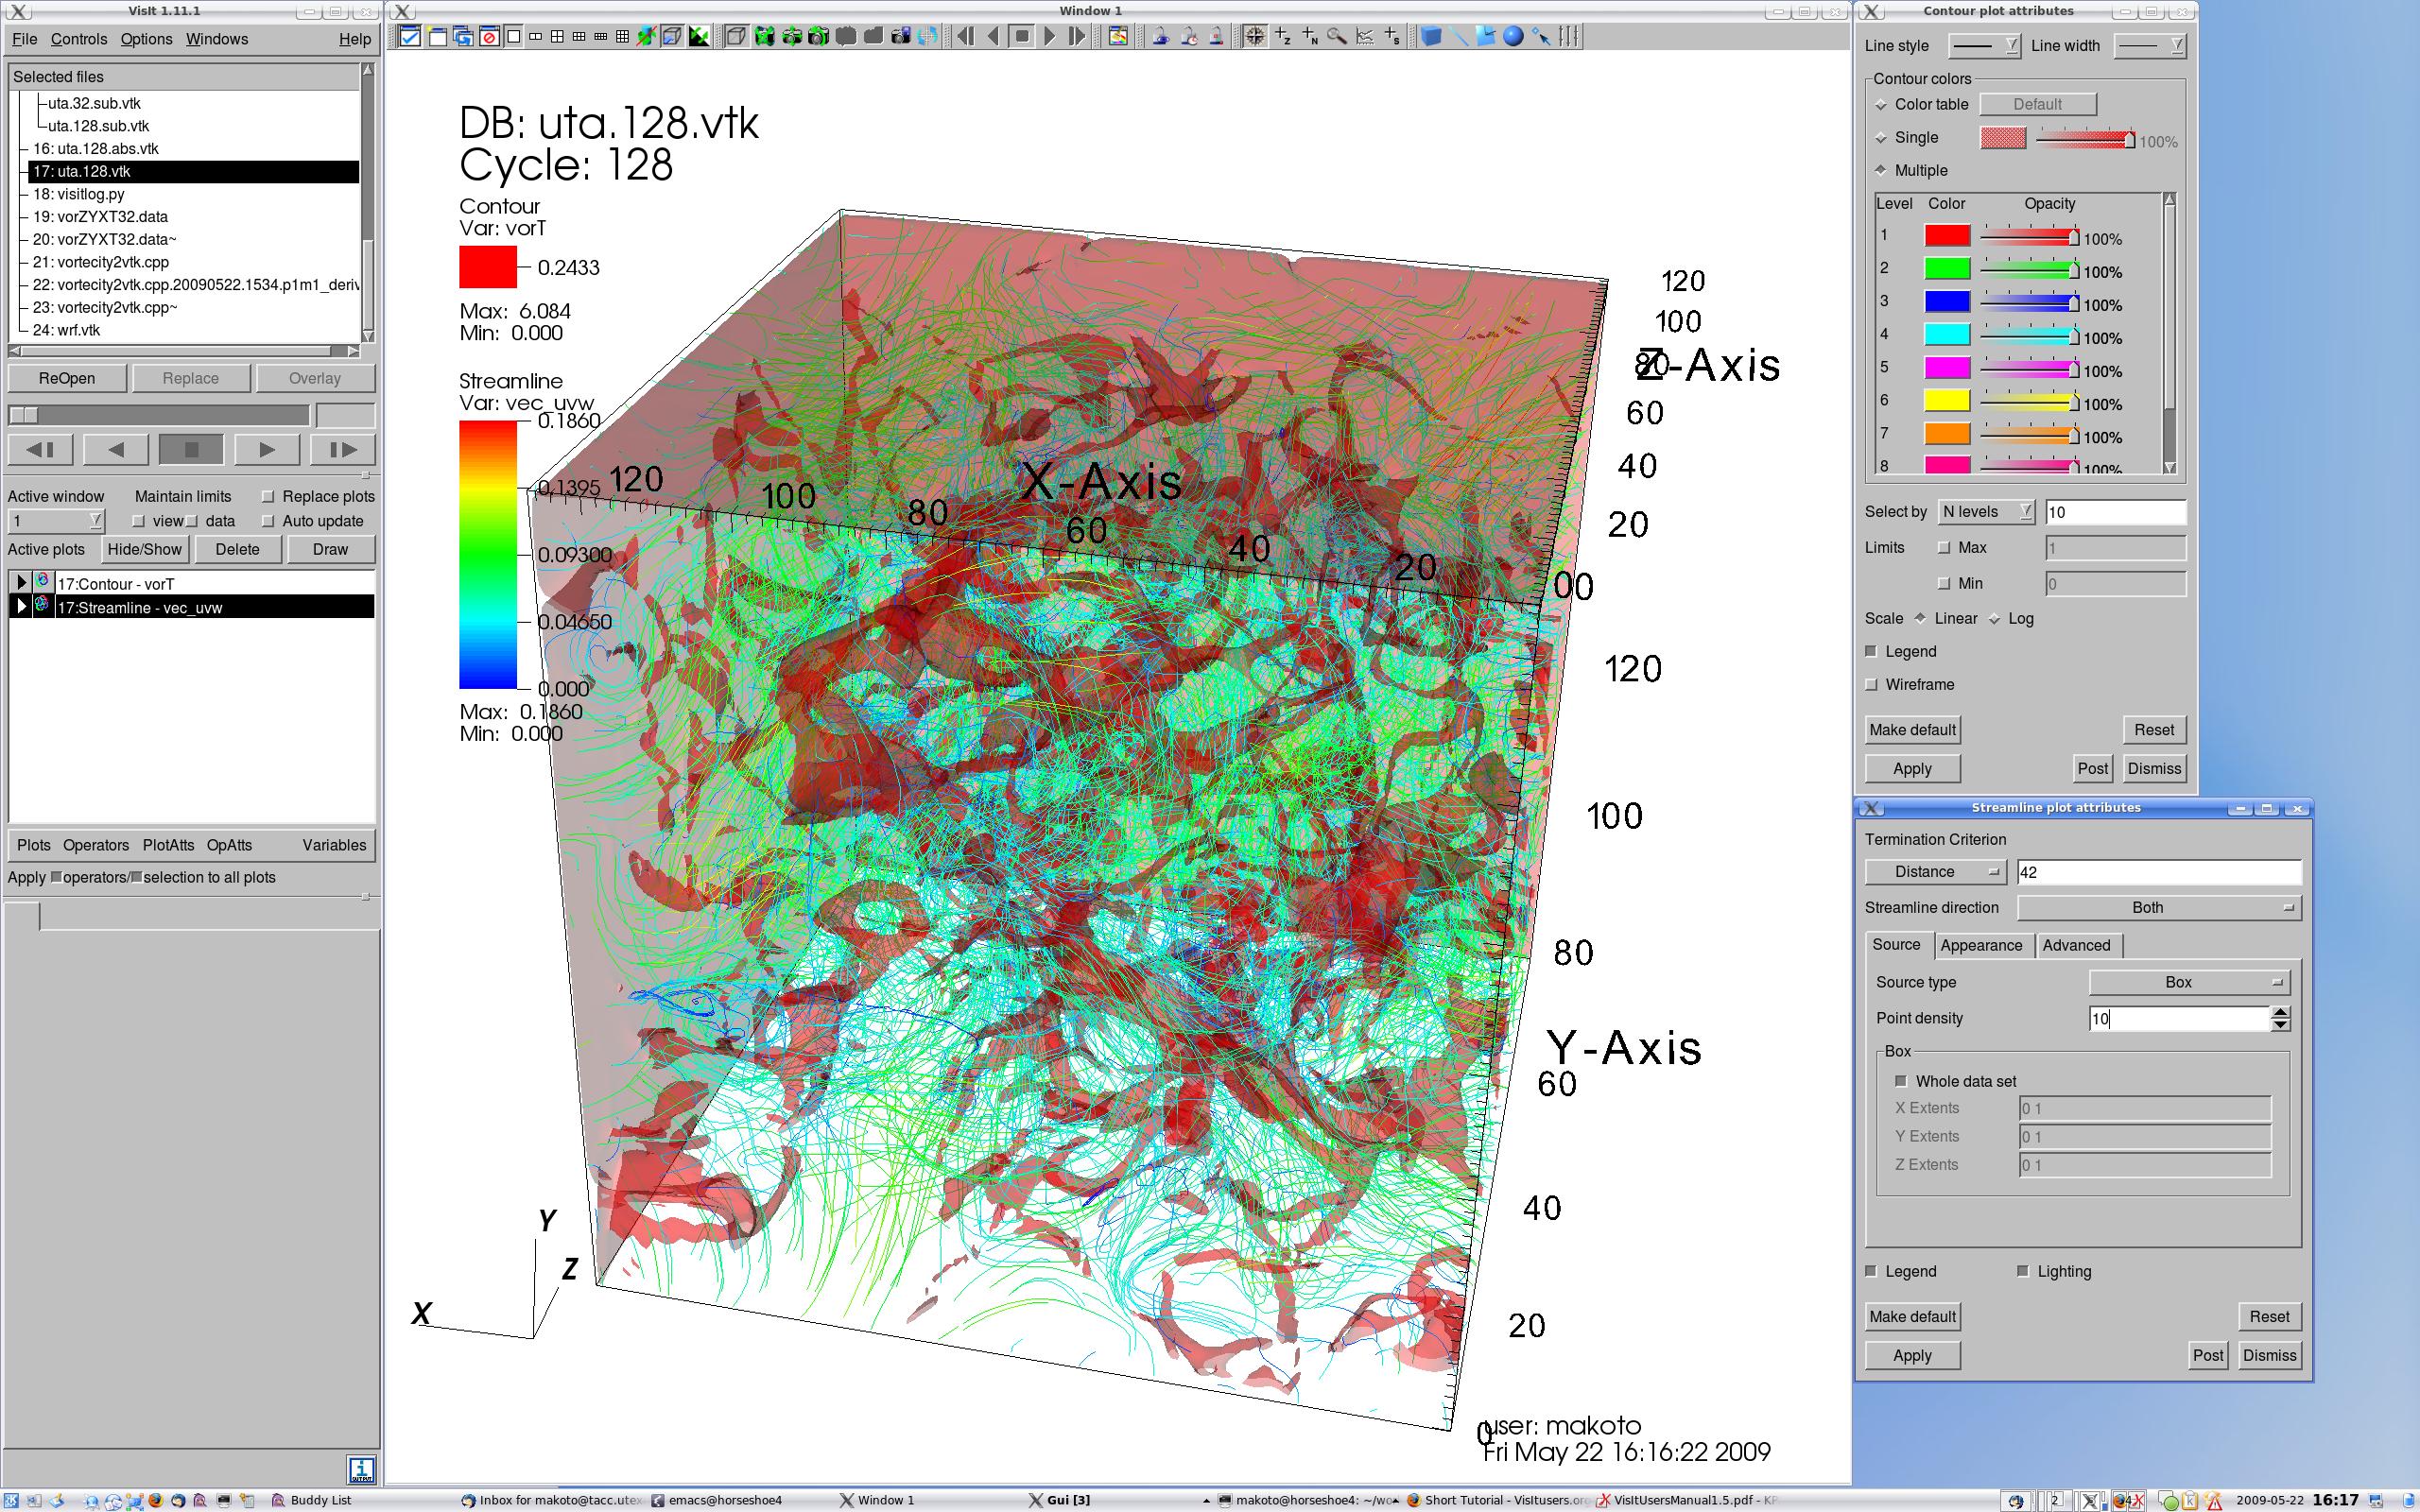 VisIt 1.11.1
File Controls Options Windows Help
Selected files
uta.32.sub.vtk
uta.128.sub.vtk
16: uta.128.abs.vtk
17: uta.128.vtk
18: visitlog.py
19: vorZYXT32.data
20: vorZYXT32.data~
21: vortecity2vtk.cpp
22: vortecity2vtk.cpp.20090522.1534.p1m1_deriv
23: vortecity2vtk.cpp~
24: wrf.vtk
ReOpen Replace Overlay
Active window Maintain limits Replace plots
1 view data Auto update
Active plots Hide/Show Delete Draw
17:Contour - vorT
17:Streamline - vec_uvw
Plots Operators PlotAtts OpAtts Variables
Apply operators/ selection to all plots
Window 1
DB: uta.128.vtk
Cycle: 128
Contour
Var: vorT
0.2433
Max: 6.084
Min: 0.000
Streamline
Var: vec_uvw
0.1860
0.1395
0.09300
0.04650
0.000
Max: 0.1860
Min: 0.000
120
100
80
Z-Axis
60
40
20
0
X-Axis
120 100 80 60 40 20 0
120
100
80
Y-Axis
60
40
20
0
Y
Z
X
user: makoto
Fri May 22 16:16:22 2009
Contour plot attributes
Line style Line width
Contour colors
Color table Default
Single 100%
Multiple
Level Color Opacity
1 100%
2 100%
3 100%
4 100%
5 100%
6 100%
7 100%
8 100%
Select by N levels 10
Limits Max 1
Min 0
Scale Linear Log
Legend
Wireframe
Make default Reset
Apply Post Dismiss
Streamline plot attributes
Termination Criterion
Distance 42
Streamline direction Both
Source Appearance Advanced
Source type Box
Point density 10
Box
Whole data set
X Extents 0 1
Y Extents 0 1
Z Extents 0 1
Legend Lighting
Make default Reset
Apply Post Dismiss
Buddy List Inbox for makoto@tacc.utex emacs@horseshoe4 Window 1 Gui [3] makoto@horseshoe4: ~/wo Short Tutorial - VisItusers.or VisItUsersManual1.5.pdf - KP 2 2009-05-22 16:17